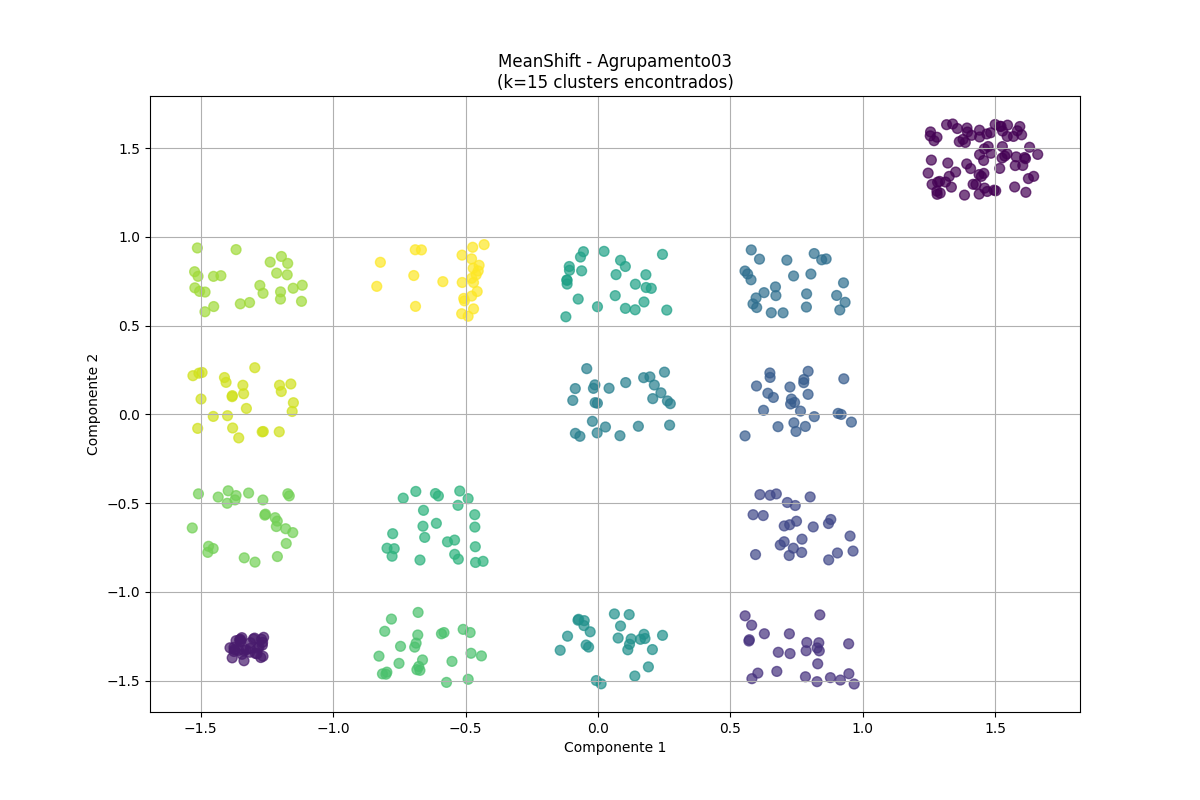 MeanShift - Agrupamento03
(k=15 clusters encontrados)
1.5
1.0
0.5
0.0
−0.5
−1.0
−1.5
Componente 2
−1.5 −1.0 −0.5 0.0 0.5 1.0 1.5
Componente 1